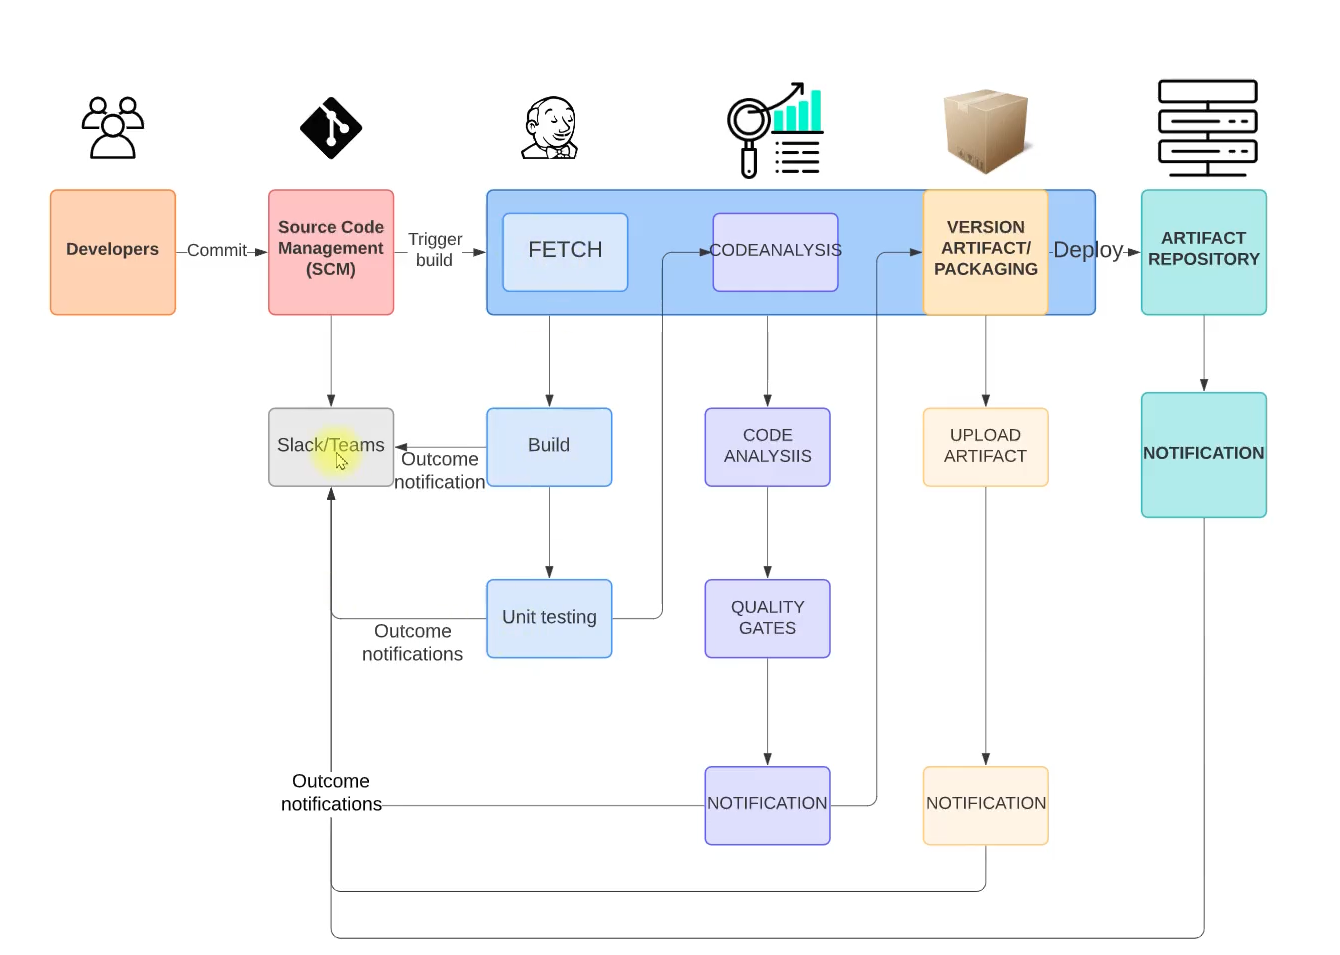 Developers
Commit
Source Code
Management
(SCM)
Trigger
build
FETCH
CODEANALYSIS
VERSION
ARTIFACT/
PACKAGING
Deploy
ARTIFACT
REPOSITORY
Slack/Teams
Outcome
notification
Build
CODE
ANALYSIIS
UPLOAD
ARTIFACT
NOTIFICATION
Unit testing
Outcome
notifications
QUALITY
GATES
Outcome
notifications
NOTIFICATION
NOTIFICATION